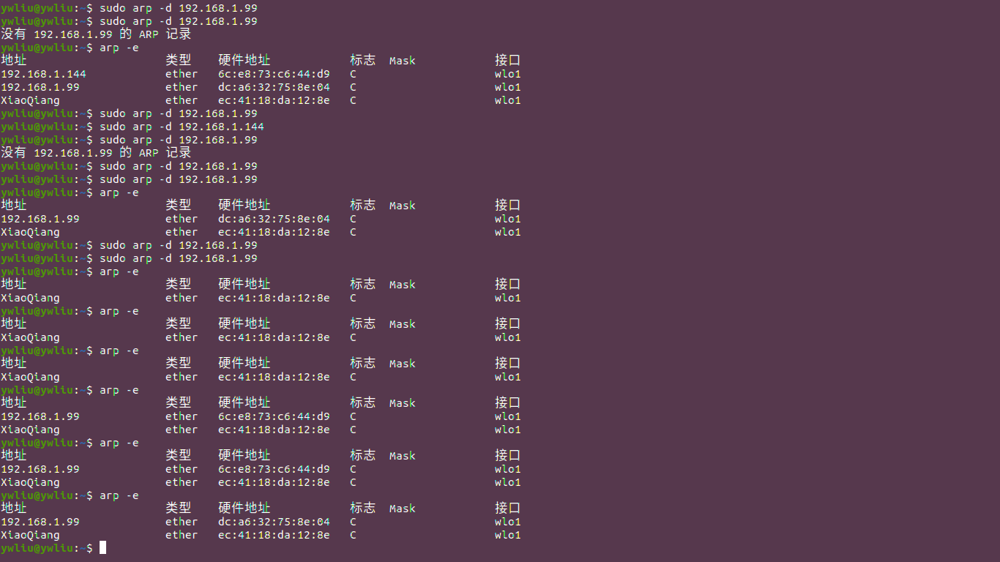 ywliu@ywliu:~$ sudo arp -d 192.168.1.99
ywliu@ywliu:~$ sudo arp -d 192.168.1.99
没有 192.168.1.99 的 ARP 记录
ywliu@ywliu:~$ arp -e
地址 类型 硬件地址 标志 Mask 接口
192.168.1.144 ether 6c:e8:73:c6:44:d9 C wlo1
192.168.1.99 ether dc:a6:32:75:8e:04 C wlo1
XiaoQiang ether ec:41:18:da:12:8e C wlo1
ywliu@ywliu:~$ sudo arp -d 192.168.1.99
ywliu@ywliu:~$ sudo arp -d 192.168.1.144
ywliu@ywliu:~$ sudo arp -d 192.168.1.99
没有 192.168.1.99 的 ARP 记录
ywliu@ywliu:~$ sudo arp -d 192.168.1.99
ywliu@ywliu:~$ sudo arp -d 192.168.1.99
ywliu@ywliu:~$ arp -e
地址 类型 硬件地址 标志 Mask 接口
192.168.1.99 ether dc:a6:32:75:8e:04 C wlo1
XiaoQiang ether ec:41:18:da:12:8e C wlo1
ywliu@ywliu:~$ sudo arp -d 192.168.1.99
ywliu@ywliu:~$ sudo arp -d 192.168.1.99
ywliu@ywliu:~$ arp -e
地址 类型 硬件地址 标志 Mask 接口
XiaoQiang ether ec:41:18:da:12:8e C wlo1
ywliu@ywliu:~$ arp -e
地址 类型 硬件地址 标志 Mask 接口
XiaoQiang ether ec:41:18:da:12:8e C wlo1
ywliu@ywliu:~$ arp -e
地址 类型 硬件地址 标志 Mask 接口
XiaoQiang ether ec:41:18:da:12:8e C wlo1
ywliu@ywliu:~$ arp -e
地址 类型 硬件地址 标志 Mask 接口
192.168.1.99 ether 6c:e8:73:c6:44:d9 C wlo1
XiaoQiang ether ec:41:18:da:12:8e C wlo1
ywliu@ywliu:~$ arp -e
地址 类型 硬件地址 标志 Mask 接口
192.168.1.99 ether 6c:e8:73:c6:44:d9 C wlo1
XiaoQiang ether ec:41:18:da:12:8e C wlo1
ywliu@ywliu:~$ arp -e
地址 类型 硬件地址 标志 Mask 接口
192.168.1.99 ether dc:a6:32:75:8e:04 C wlo1
XiaoQiang ether ec:41:18:da:12:8e C wlo1
ywliu@ywliu:~$